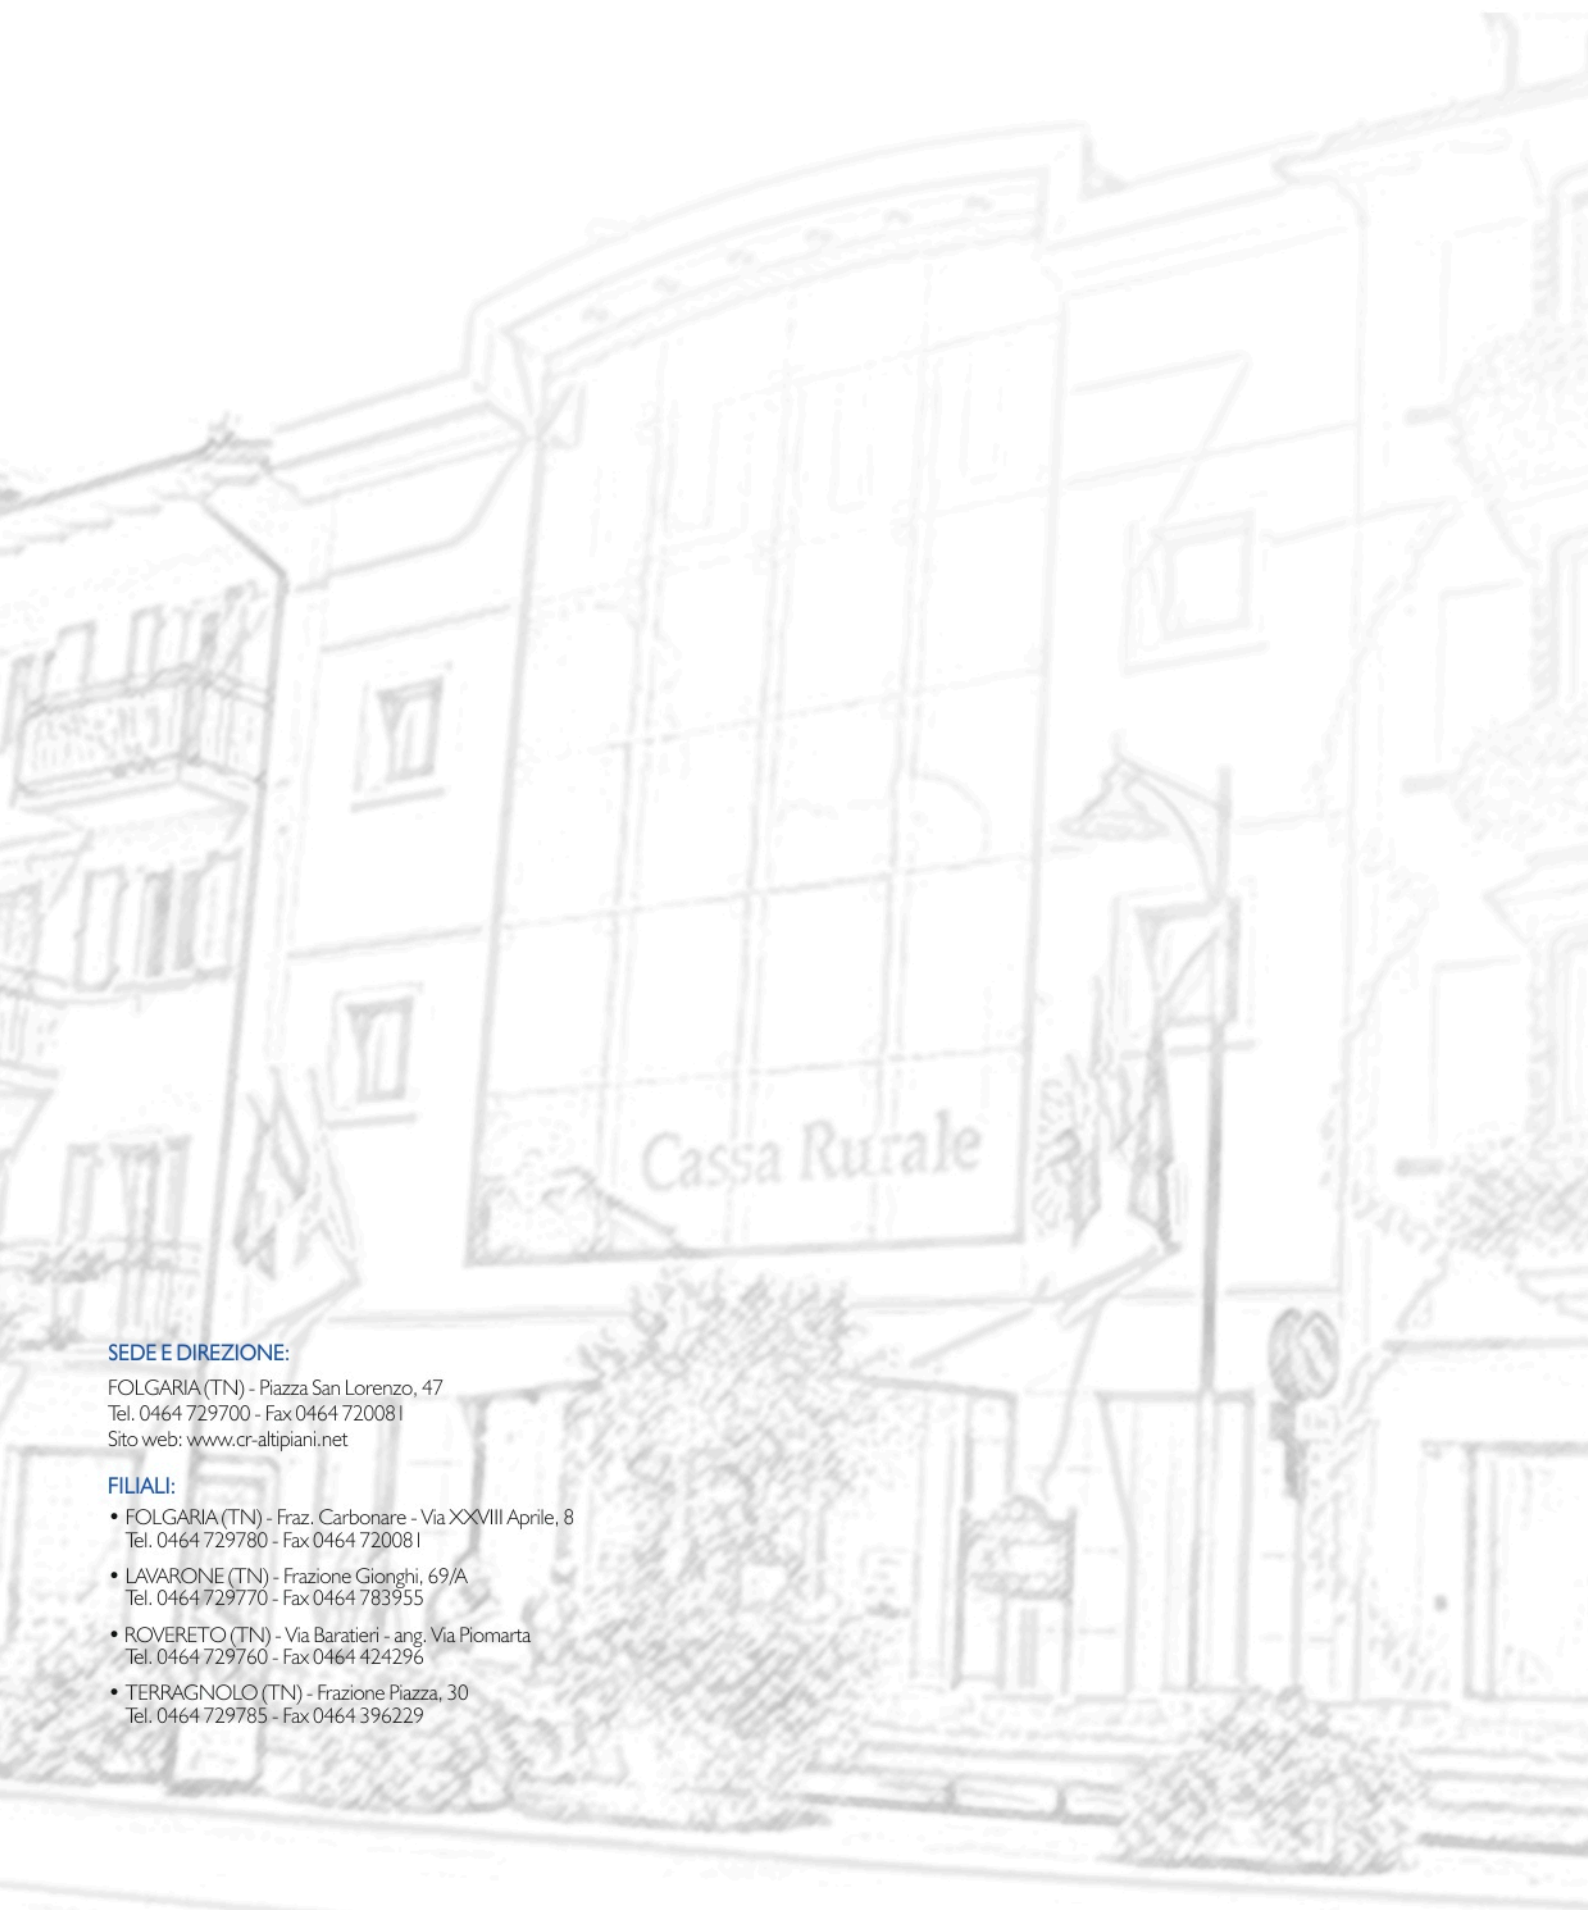 Cassa Rurale
SEDE E DIREZIONE:
FOLGARIA (TN) - Piazza San Lorenzo, 47
Tel. 0464 729700 - Fax 0464 720081
Sito web: www.cr-altipiani.net
FILIALI:
• FOLGARIA (TN) - Fraz. Carbonare - Via XXVIII Aprile, 8
Tel. 0464 729780 - Fax 0464 720081
• LAVARONE (TN) - Frazione Gionghi, 69/A
Tel. 0464 729770 - Fax 0464 783955
• ROVERETO (TN) - Via Baratieri - ang. Via Piomarta
Tel. 0464 729760 - Fax 0464 424296
• TERRAGNOLO (TN) - Frazione Piazza, 30
Tel. 0464 729785 - Fax 0464 396229